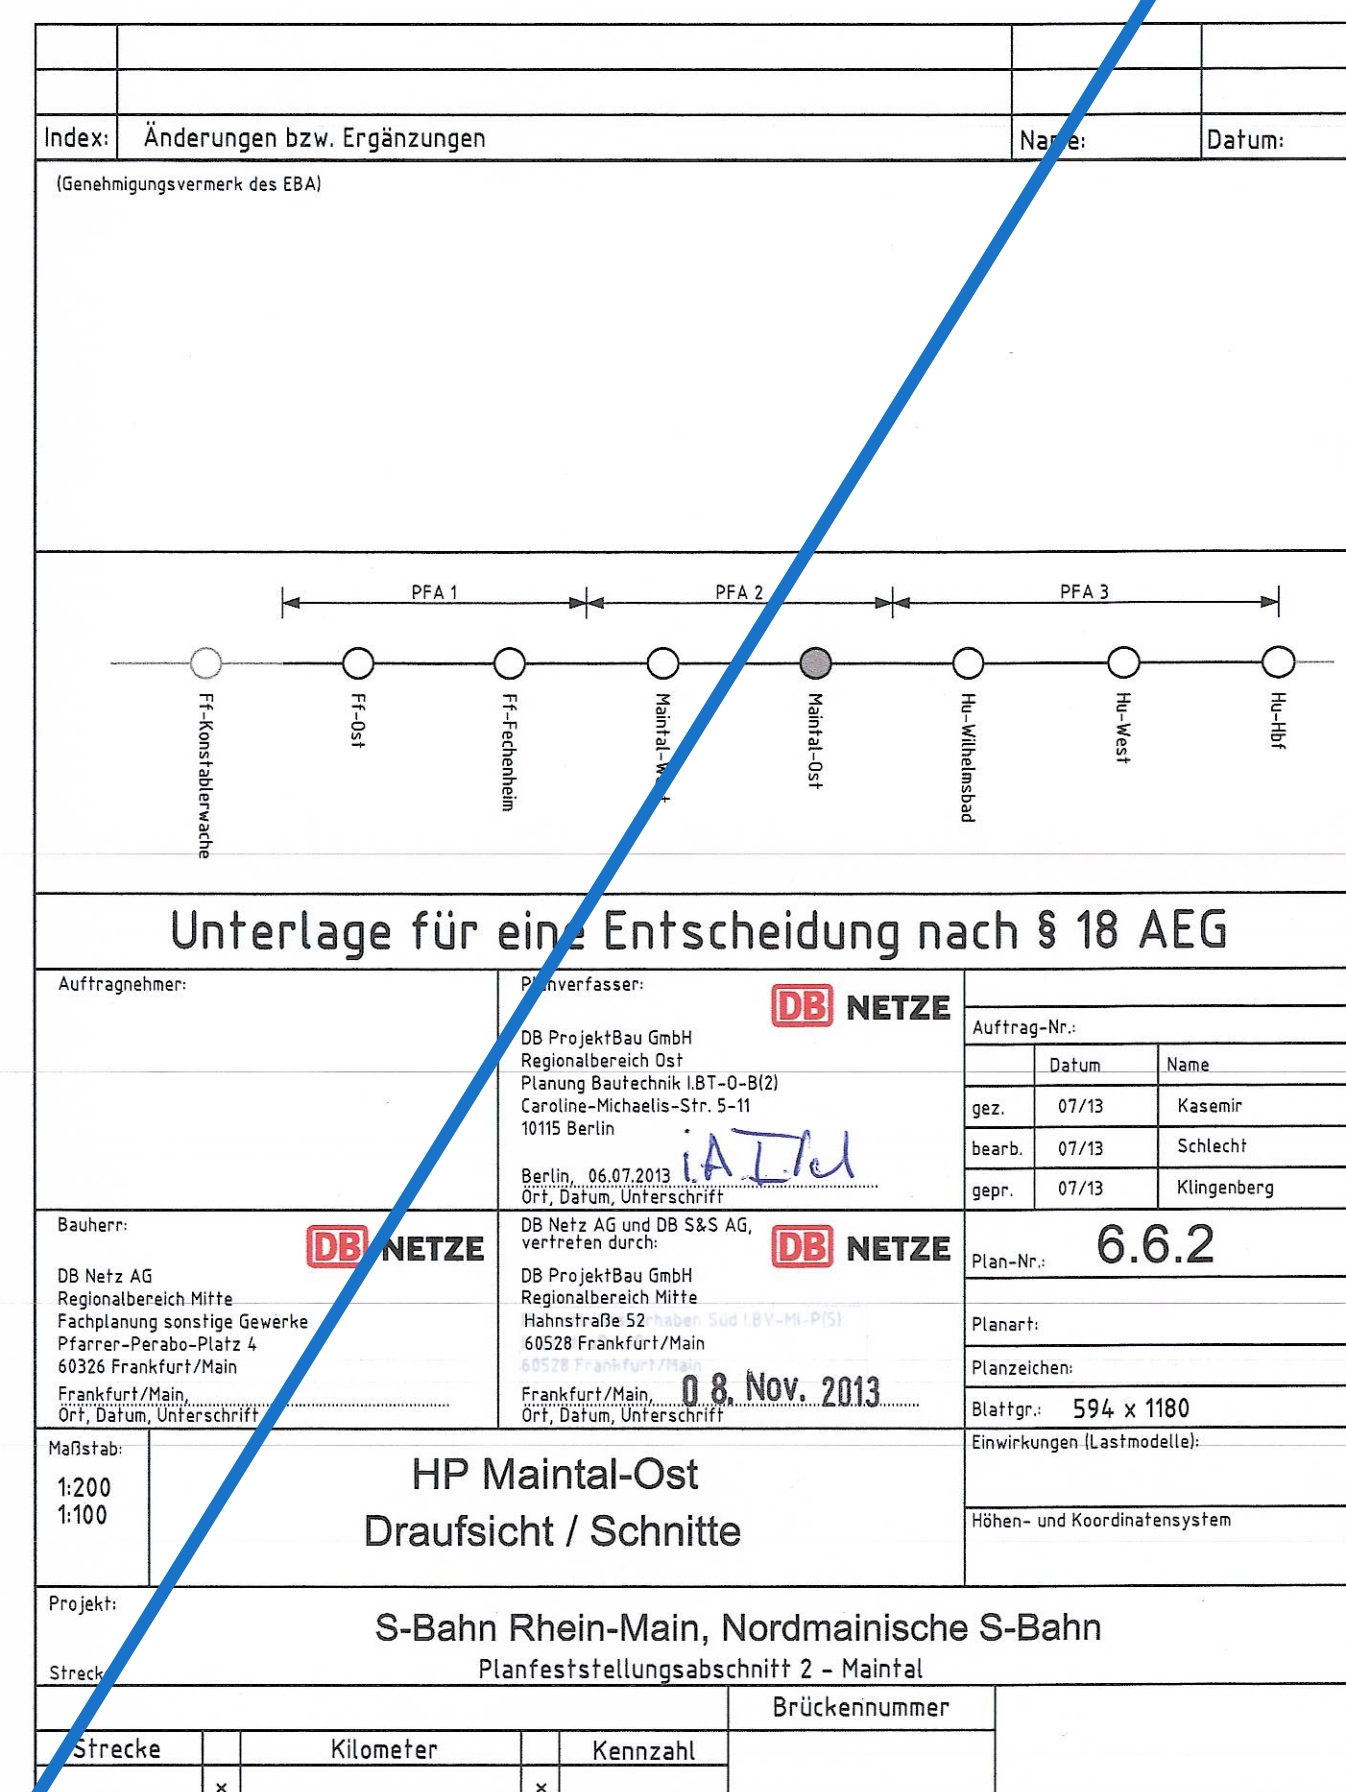 Index: Änderungen bzw. Ergänzungen Name: Datum:
(Genehmigungsvermerk des EBA)
PFA 1 PFA 2 PFA 3
Ff-Konstablerwache
Ff-Ost
Ff-Fechenheim
Maintal-West
Maintal-Ost
Hu-Wilhelmsbad
Hu-West
Hu-Hbf
Unterlage für eine Entscheidung nach § 18 AEG
Auftragnehmer:
Planverfasser:
DB NETZE
DB ProjektBau GmbH
Regionalbereich Ost
Planung Bautechnik I.BT-O-B(2)
Caroline-Michaelis-Str. 5-11
10115 Berlin
i.A
Berlin, 06.07.2013
Ort, Datum, Unterschrift
Auftrag-Nr.:
Datum Name
gez. 07/13 Kasemir
bearb. 07/13 Schlecht
gepr. 07/13 Klingenberg
Bauherr:
DB NETZE
DB Netz AG
Regionalbereich Mitte
Fachplanung sonstige Gewerke
Pfarrer-Perabo-Platz 4
60326 Frankfurt/Main
Frankfurt/Main,
Ort, Datum, Unterschrift
DB Netz AG und DB S&S AG,
vertreten durch:
DB NETZE
DB ProjektBau GmbH
Regionalbereich Mitte
Hahnstraße 52
60528 Frankfurt/Main
60528 Frankfurt/Main
Frankfurt/Main, 08. Nov. 2013
Ort, Datum, Unterschrift
Plan-Nr.: 6.6.2
Planart:
Planzeichen:
Blattgr.: 594 x 1180
Maßstab:
1:200
1:100
HP Maintal-Ost
Draufsicht / Schnitte
Einwirkungen (Lastmodelle):
Höhen- und Koordinatensystem
Projekt:
S-Bahn Rhein-Main, Nordmainische S-Bahn
Strecke
Planfeststellungsabschnitt 2 - Maintal
Brückennummer
Strecke Kilometer Kennzahl
x x